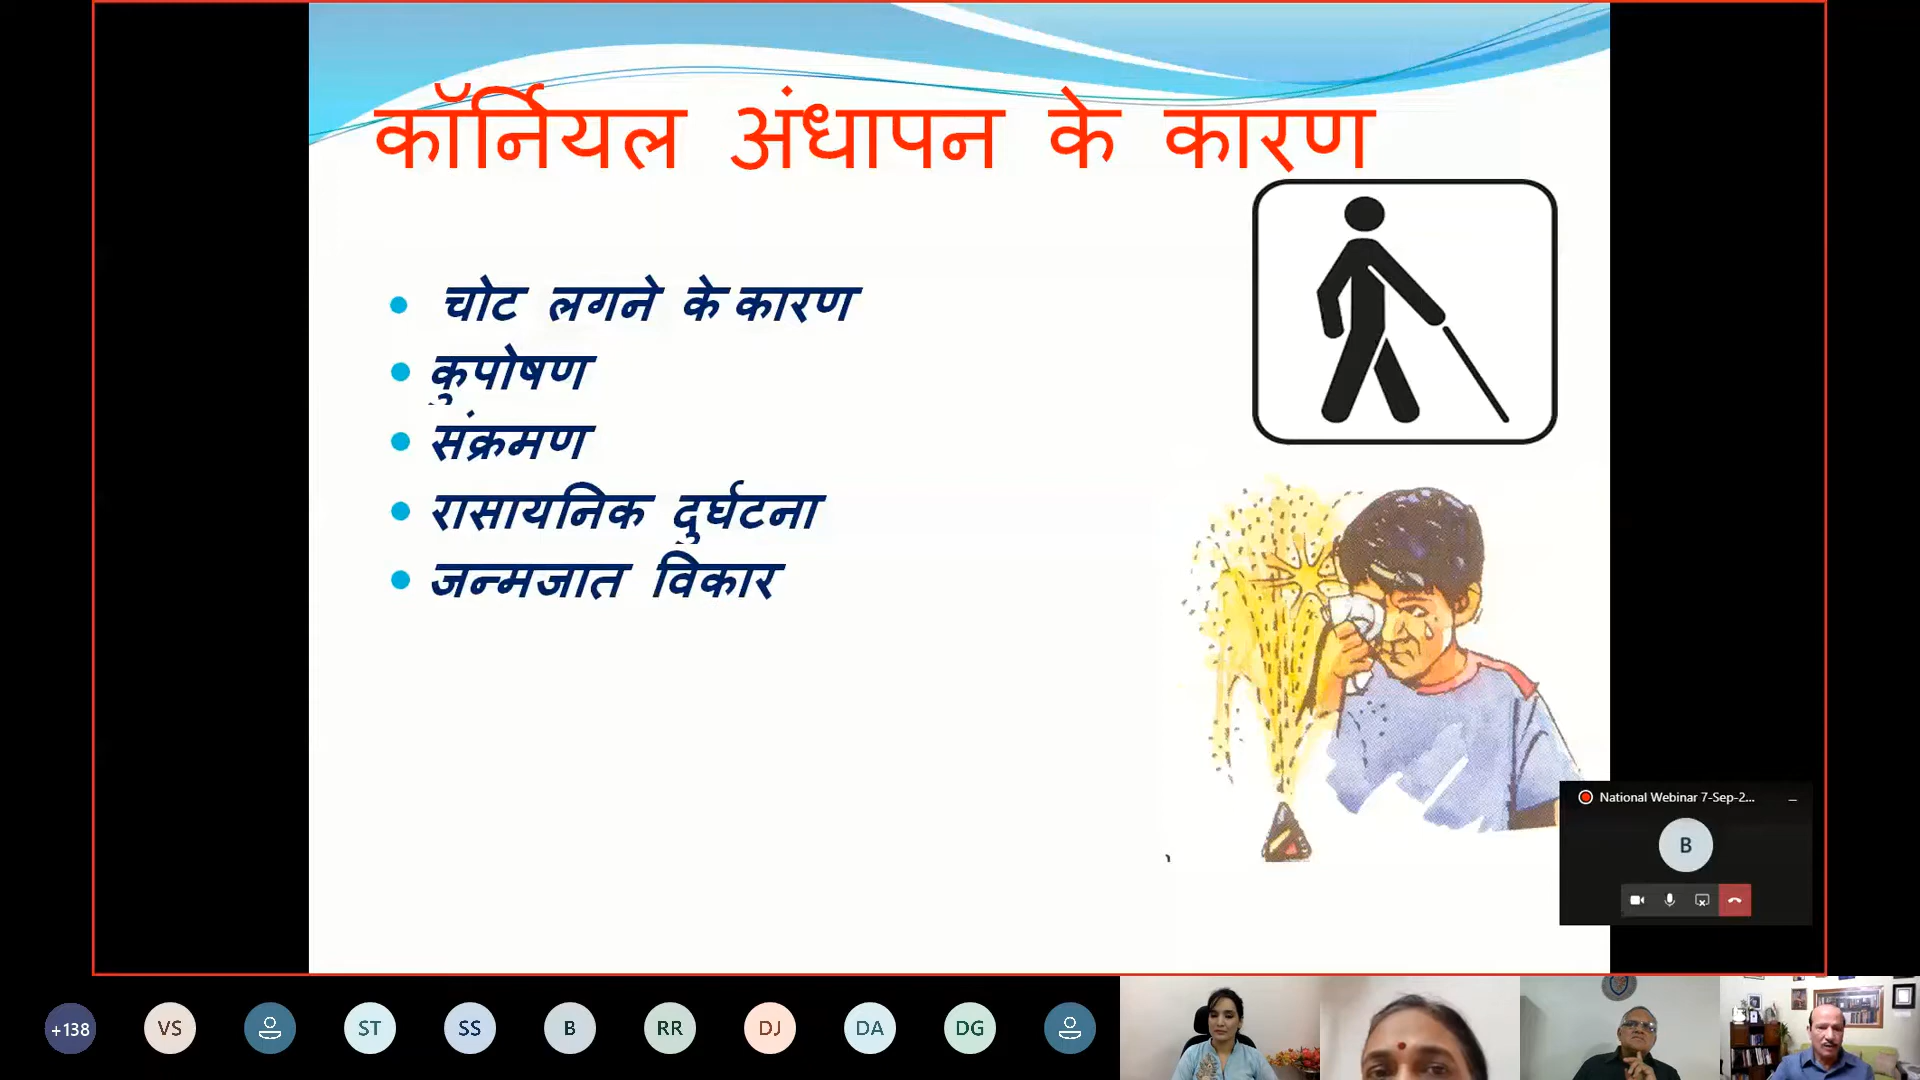 कॉर्नियल अंधापन के कारण
चोट लगने के कारण
कुपोषण
संक्रमण
रासायनिक दुर्घटना
जन्मजात विकार
National Webinar 7-Sep-2...
B
+138
VS
ST
SS
B
RR
DJ
DA
DG